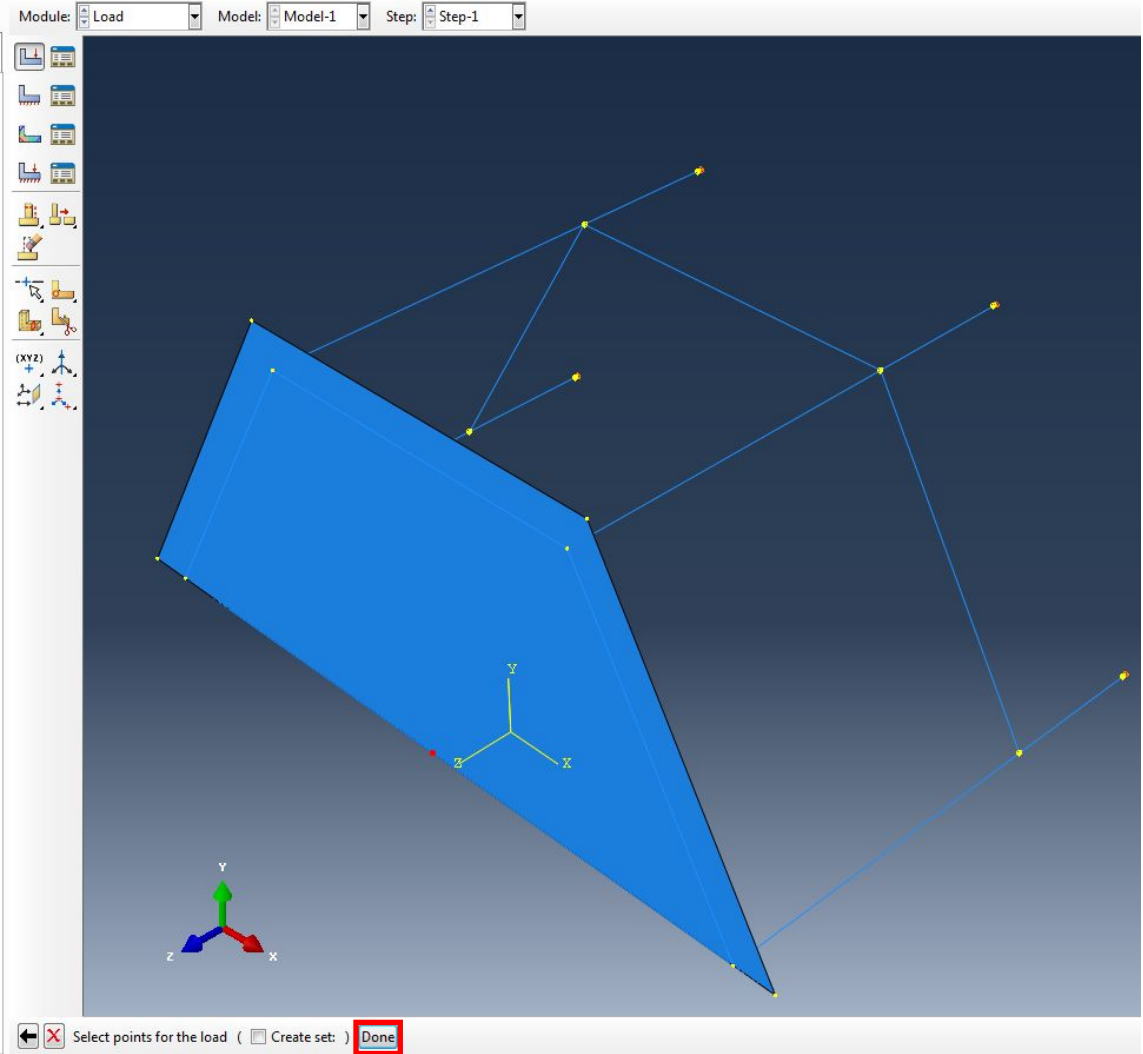 Module: Load Model: Model-1 Step: Step-1
(XYZ)
Y
Z X
Y
Z X
Select points for the load ( Create set: ) Done